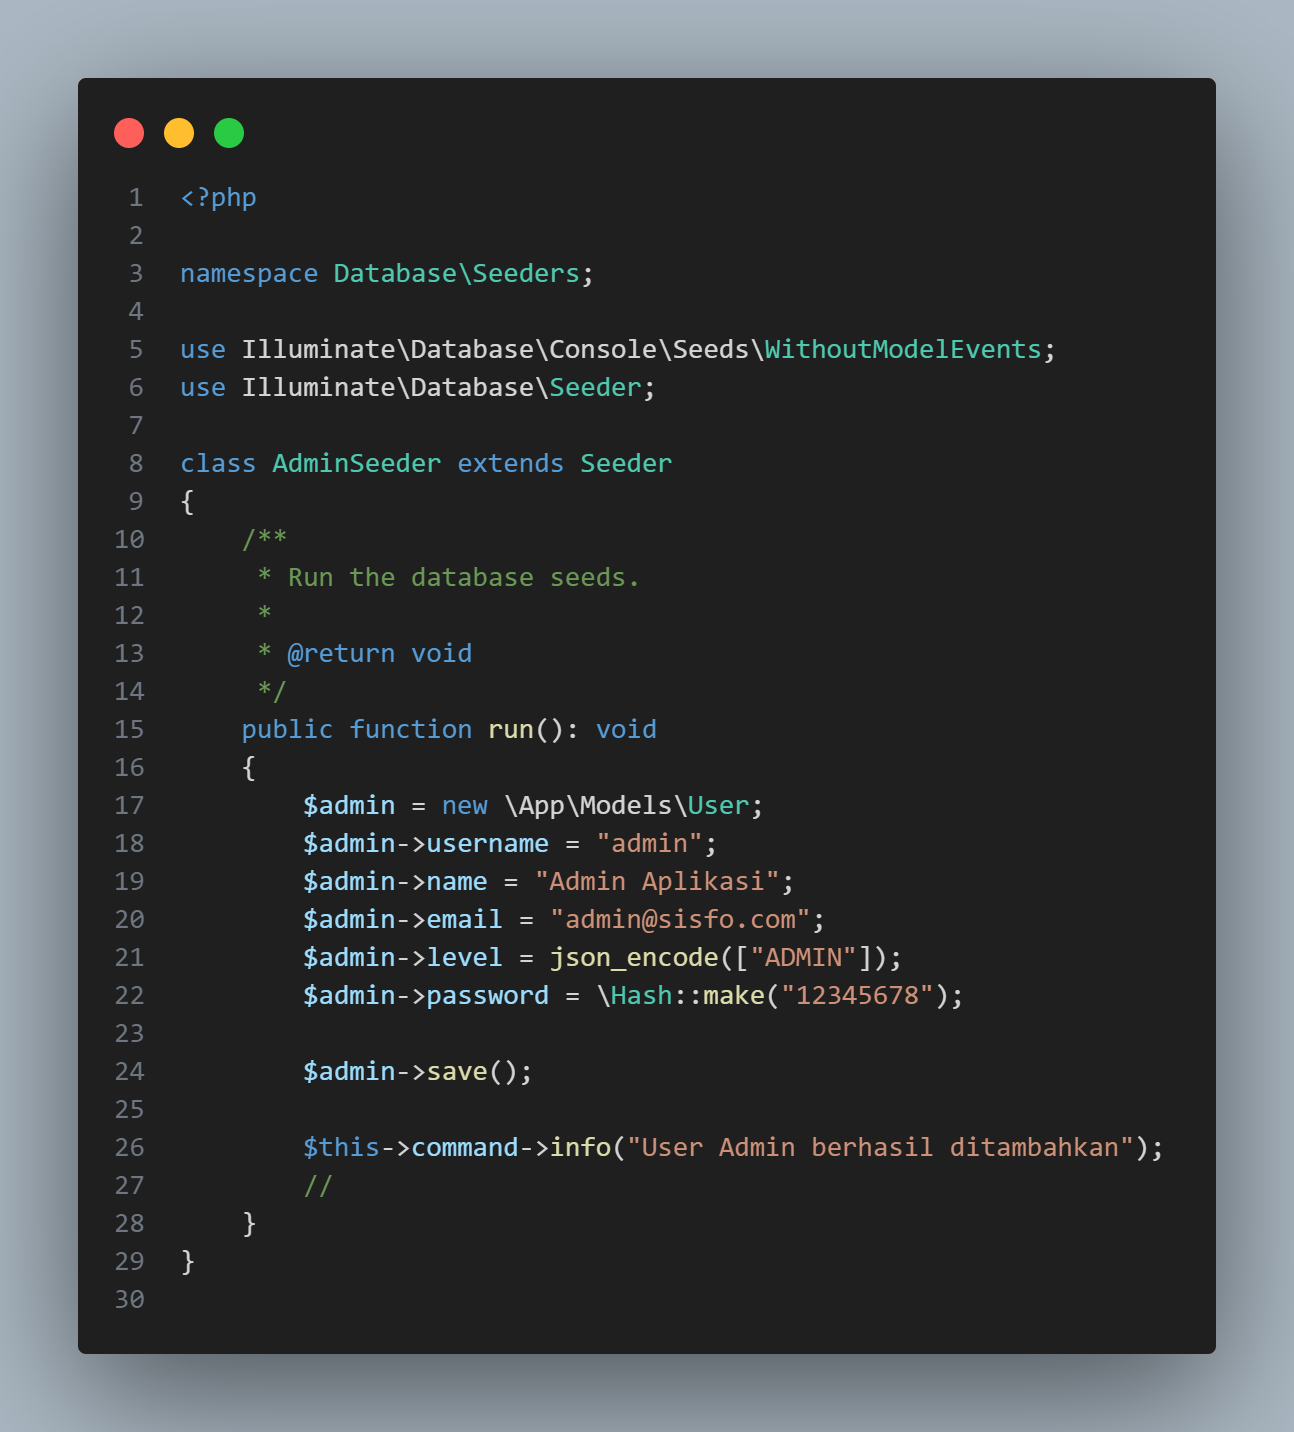 1 <?php
2
3 namespace Database\Seeders;
4
5 use Illuminate\Database\Console\Seeds\WithoutModelEvents;
6 use Illuminate\Database\Seeder;
7
8 class AdminSeeder extends Seeder
9 {
10     /**
11      * Run the database seeds.
12      *
13      * @return void
14      */
15     public function run(): void
16     {
17         $admin = new \App\Models\User;
18         $admin->username = "admin";
19         $admin->name = "Admin Aplikasi";
20         $admin->email = "admin@sisfo.com";
21         $admin->level = json_encode(["ADMIN"]);
22         $admin->password = \Hash::make("12345678");
23
24         $admin->save();
25
26         $this->command->info("User Admin berhasil ditambahkan");
27         //
28     }
29 }
30